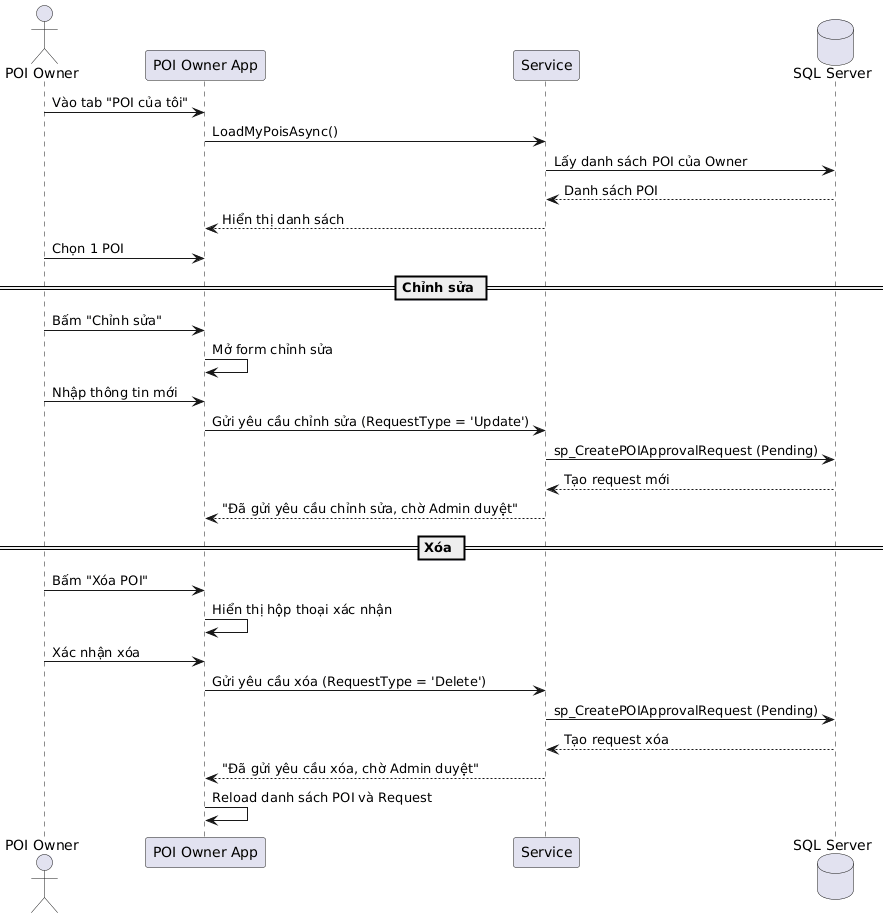 POI Owner
POI Owner App
Service
SQL Server
Vào tab "POI của tôi"
LoadMyPoisAsync()
Lấy danh sách POI của Owner
Danh sách POI
Hiển thị danh sách
Chọn 1 POI
Chỉnh sửa
Bấm "Chỉnh sửa"
Mở form chỉnh sửa
Nhập thông tin mới
Gửi yêu cầu chỉnh sửa (RequestType = 'Update')
sp_CreatePOIApprovalRequest (Pending)
Tạo request mới
"Đã gửi yêu cầu chỉnh sửa, chờ Admin duyệt"
Xóa
Bấm "Xóa POI"
Hiển thị hộp thoại xác nhận
Xác nhận xóa
Gửi yêu cầu xóa (RequestType = 'Delete')
sp_CreatePOIApprovalRequest (Pending)
Tạo request xóa
"Đã gửi yêu cầu xóa, chờ Admin duyệt"
Reload danh sách POI và Request
POI Owner
POI Owner App
Service
SQL Server